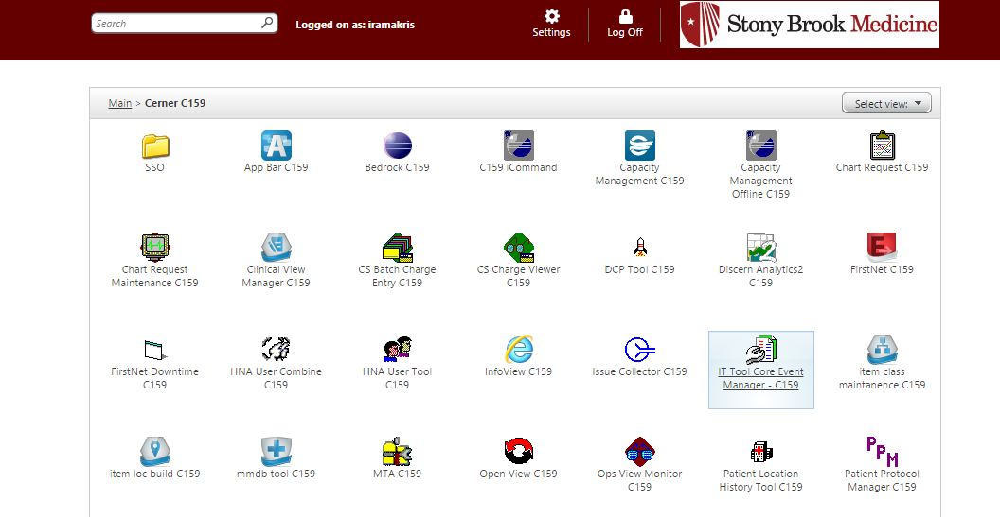 Search
Logged on as: iramakris
Settings
Log Off
Stony Brook Medicine
Main > Cerner C159
Select view:
SSO
App Bar C159
Bedrock C159
C159 iCommand
Capacity
Management C159
Capacity
Management
Offline C159
Chart Request C159
Chart Request
Maintenance C159
Clinical View
Manager C159
CS Batch Charge
Entry C159
CS Charge Viewer
C159
DCP Tool C159
Discern Analytics2
C159
FirstNet C159
FirstNet Downtime
C159
HNA User Combine
C159
HNA User Tool
C159
InfoView C159
Issue Collector C159
IT Tool Core Event
Manager - C159
item class
maintanence C159
item loc build C159
mmdb tool C159
MTA C159
Open View C159
Ops View Monitor
C159
Patient Location
History Tool C159
PPM
Patient Protocol
Manager C159